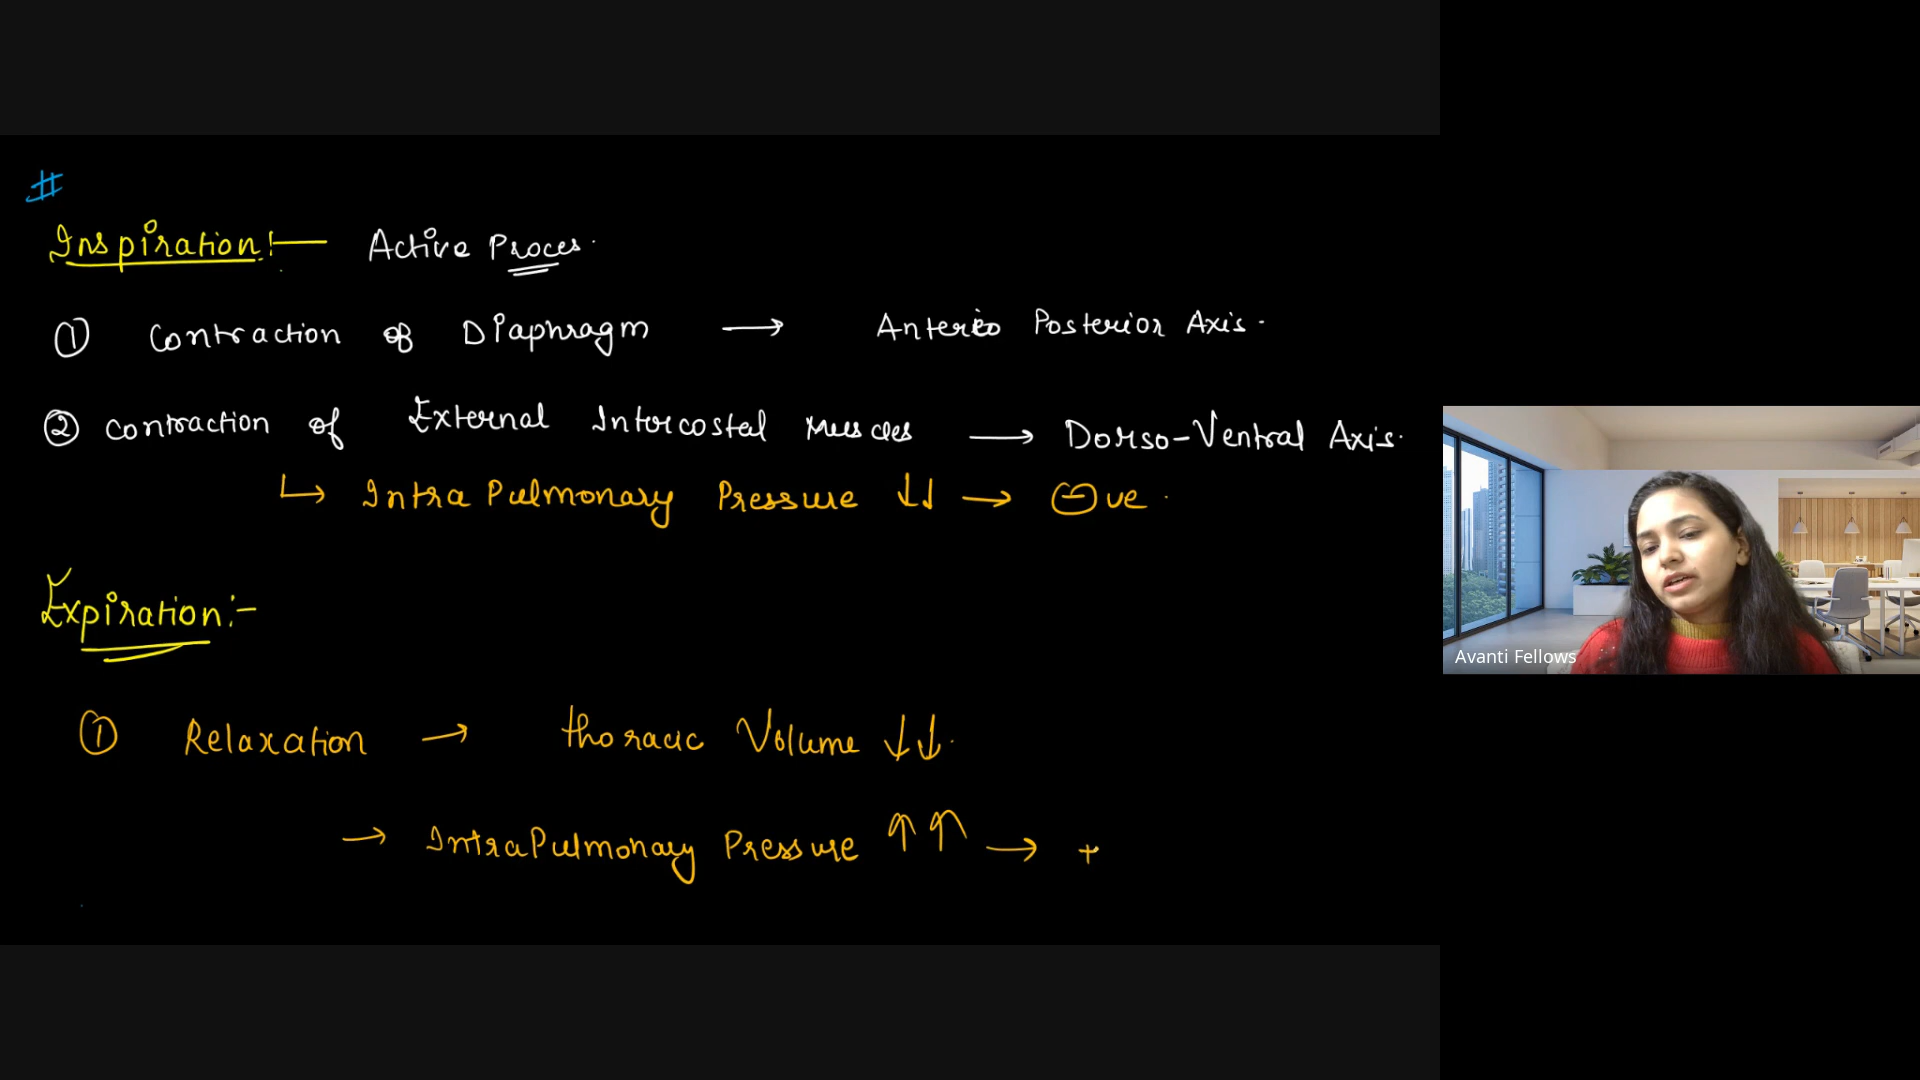 #
Inspiration:- Active Proces.
① Contraction of Diaphragm → Anterio Posterior Axis.
② contraction of External Intercostal Muscles → Dorso-Ventral Axis.
↳ Intra Pulmonary Pressure ↓↓ → ⊖ve.
Expiration:-
① Relaxation → thoracic Volume ↓↓.
→ IntraPulmonary Pressure ↑↑ → +
Avanti Fellows